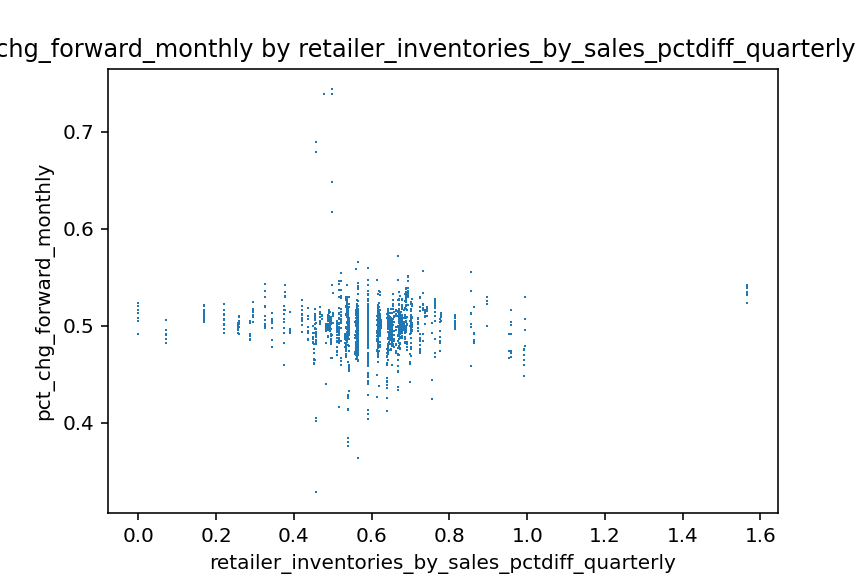 chg_forward_monthly by retailer_inventories_by_sales_pctdiff_quarterly
0.7
0.6
0.5
0.4
pct_chg_forward_monthly
0.0 0.2 0.4 0.6 0.8 1.0 1.2 1.4 1.6
retailer_inventories_by_sales_pctdiff_quarterly